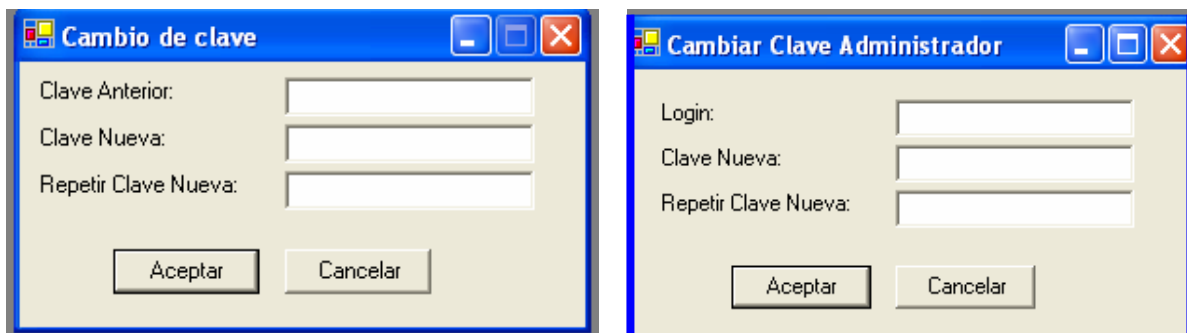 Cambio de clave
Clave Anterior:
Clave Nueva:
Repetir Clave Nueva:
Aceptar Cancelar
Cambiar Clave Administrador
Login:
Clave Nueva:
Repetir Clave Nueva:
Aceptar Cancelar